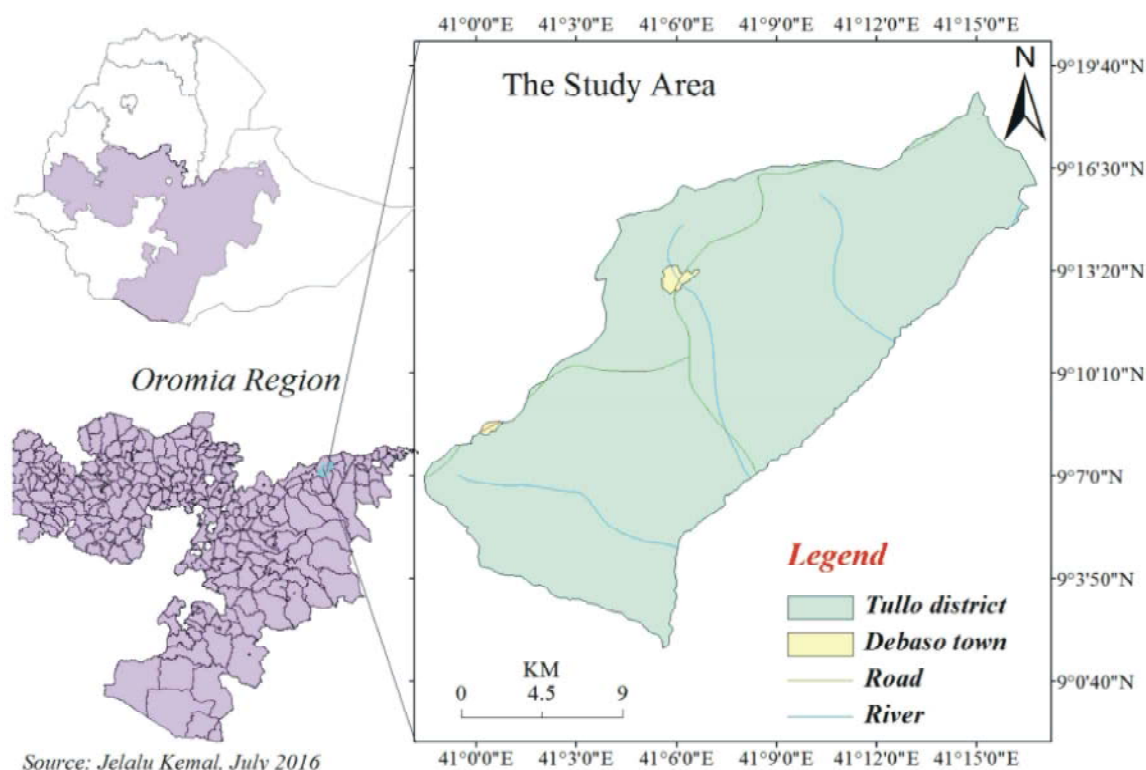 41°0'0"E 41°3'0"E 41°6'0"E 41°9'0"E 41°12'0"E 41°15'0"E
The Study Area
N
9°19'40"N
9°16'30"N
9°13'20"N
9°10'10"N
9°7'0"N
9°3'50"N
9°0'40"N
Oromia Region
Legend
Tullo district
Debaso town
Road
River
KM
0 4.5 9
41°0'0"E 41°3'0"E 41°6'0"E 41°9'0"E 41°12'0"E 41°15'0"E
Source: Jelalu Kemal, July 2016